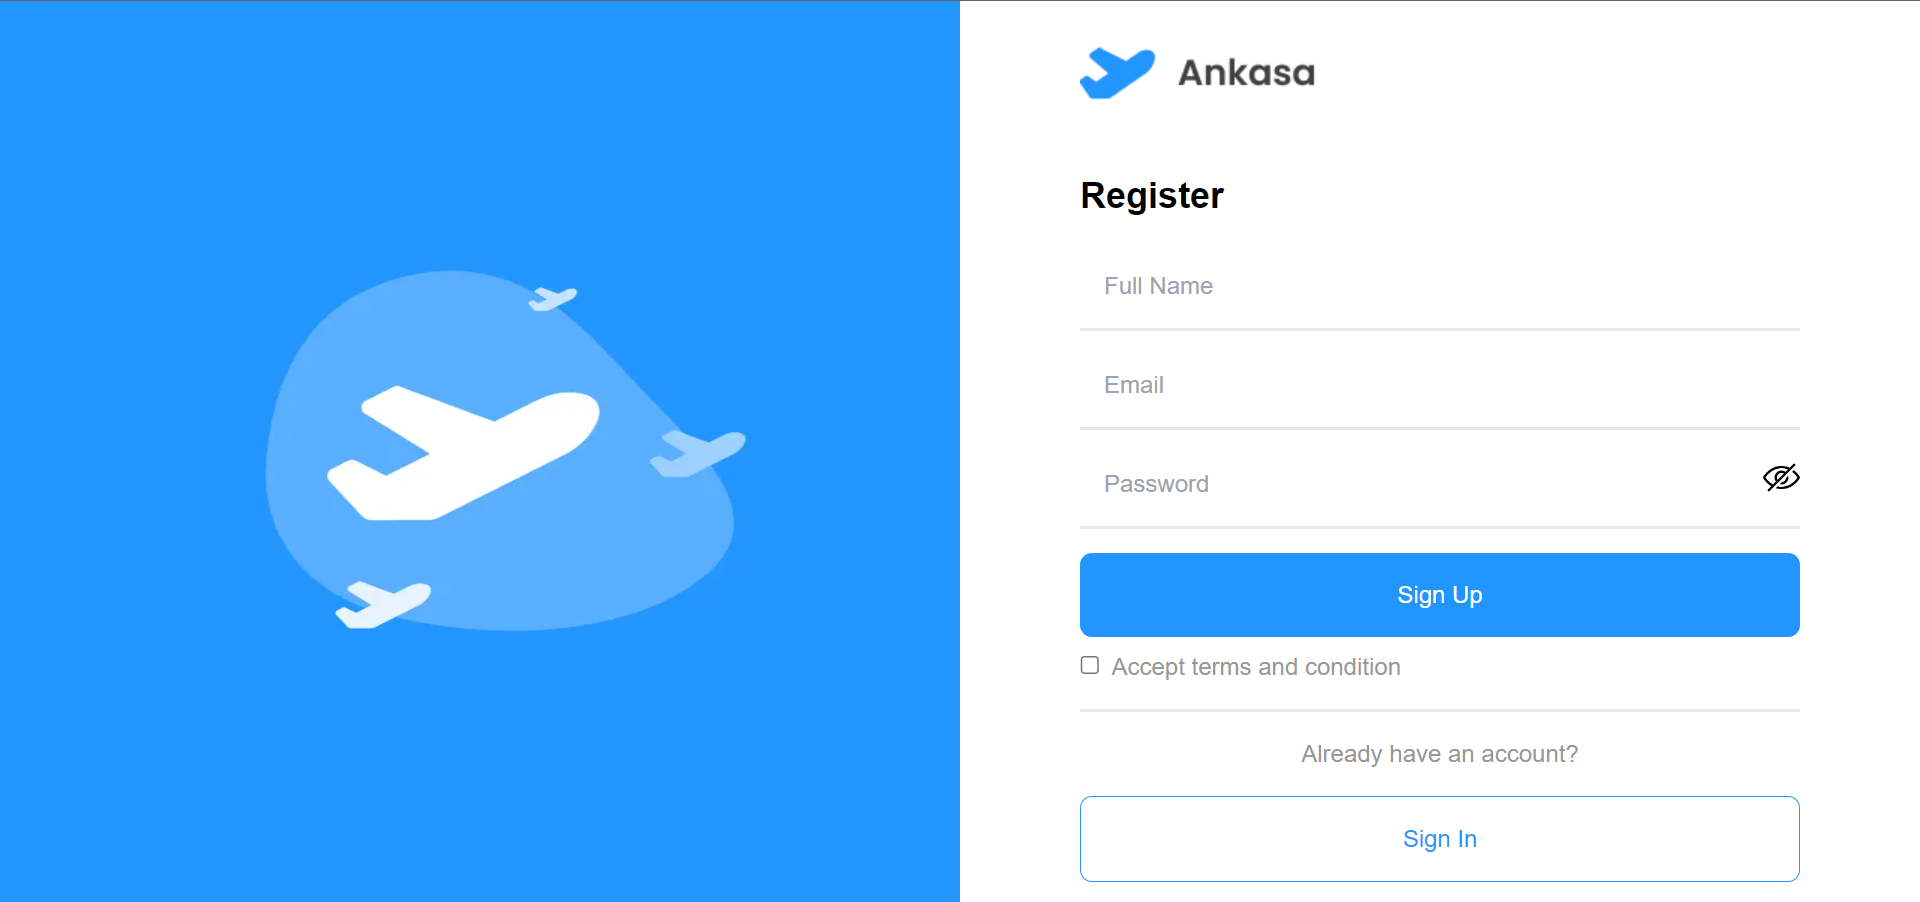 Ankasa
Register
Full Name
Email
Password
Sign Up
Accept terms and condition
Already have an account?
Sign In